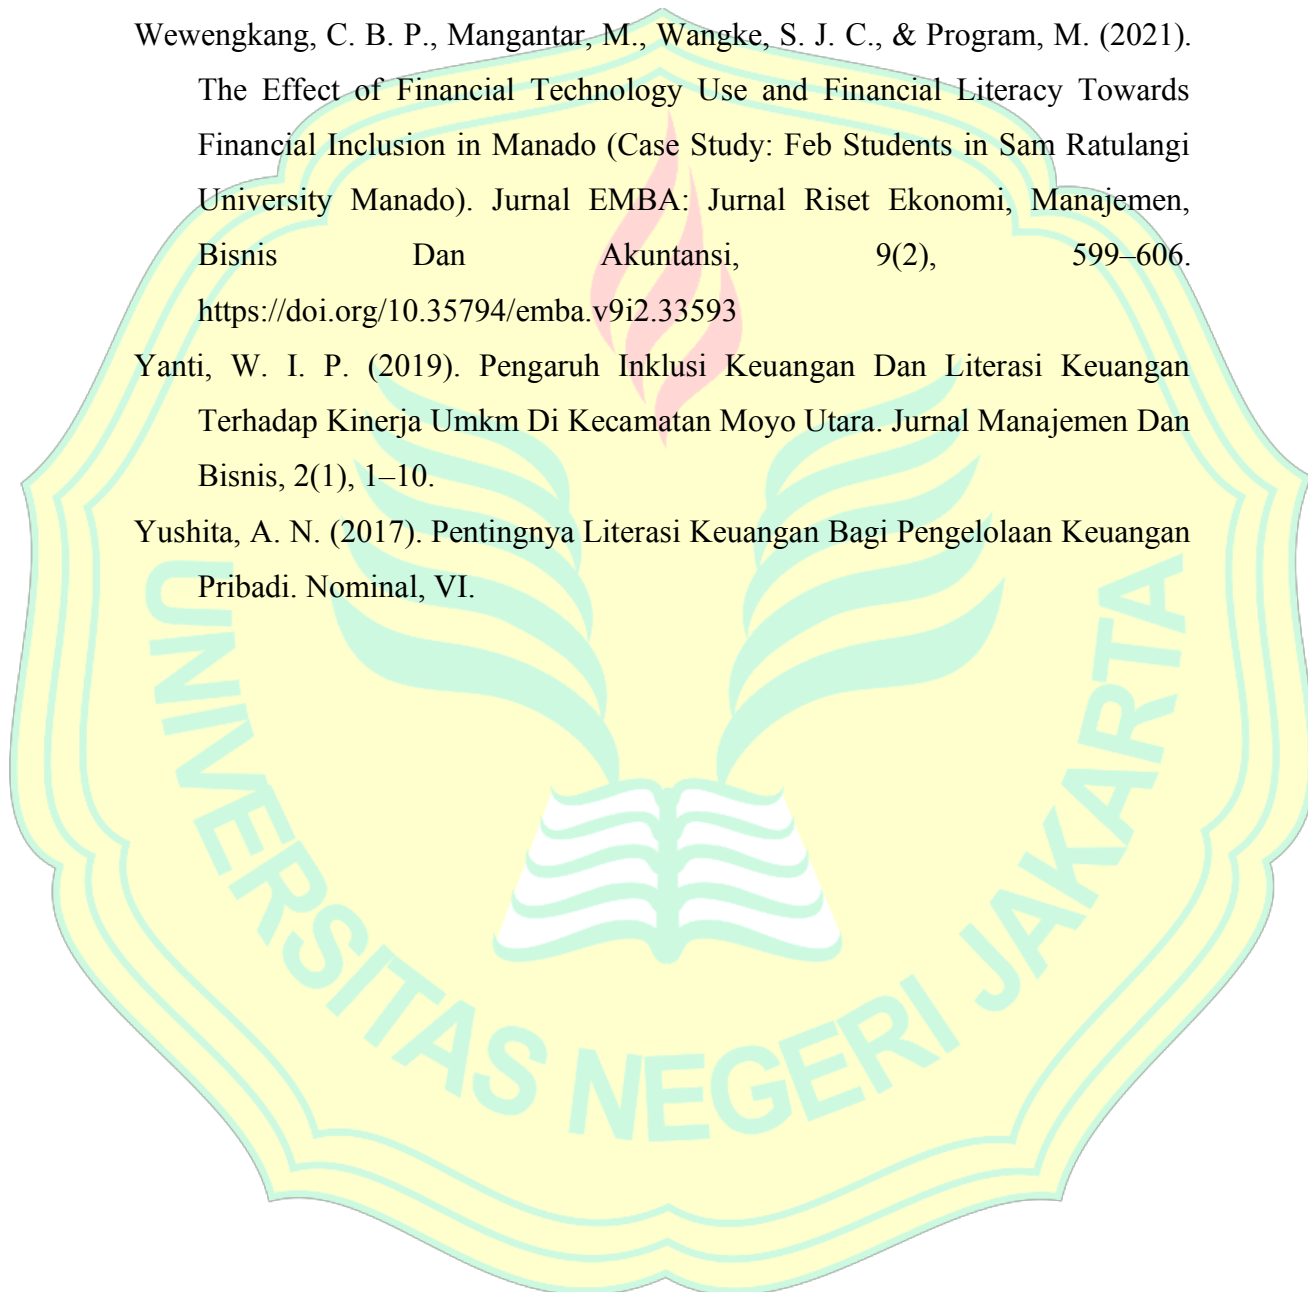 Wewengkang, C. B. P., Mangantar, M., Wangke, S. J. C., & Program, M. (2021).
The Effect of Financial Technology Use and Financial Literacy Towards
Financial Inclusion in Manado (Case Study: Feb Students in Sam Ratulangi
University Manado). Jurnal EMBA: Jurnal Riset Ekonomi, Manajemen,
Bisnis Dan Akuntansi, 9(2), 599–606.
https://doi.org/10.35794/emba.v9i2.33593
Yanti, W. I. P. (2019). Pengaruh Inklusi Keuangan Dan Literasi Keuangan
Terhadap Kinerja Umkm Di Kecamatan Moyo Utara. Jurnal Manajemen Dan
Bisnis, 2(1), 1–10.
Yushita, A. N. (2017). Pentingnya Literasi Keuangan Bagi Pengelolaan Keuangan
Pribadi. Nominal, VI.
UNIVERSITAS NEGERI JAKARTA